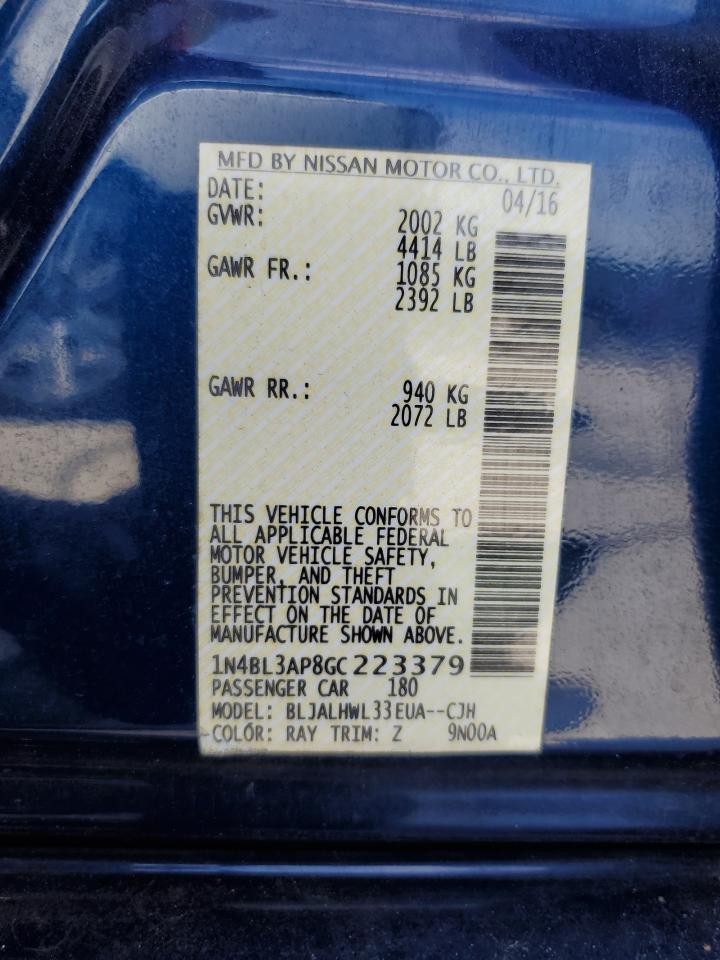 MFD BY NISSAN MOTOR CO., LTD.
DATE: 04/16
GVWR: 2002 KG
4414 LB
GAWR FR.: 1085 KG
2392 LB
GAWR RR.: 940 KG
2072 LB
THIS VEHICLE CONFORMS TO
ALL APPLICABLE FEDERAL
MOTOR VEHICLE SAFETY,
BUMPER, AND THEFT
PREVENTION STANDARDS IN
EFFECT ON THE DATE OF
MANUFACTURE SHOWN ABOVE.
1N4BL3AP8GC223379
PASSENGER CAR 180
MODEL: BLJALHWL33EUA--CJH
COLOR: RAY TRIM: Z 9N00A